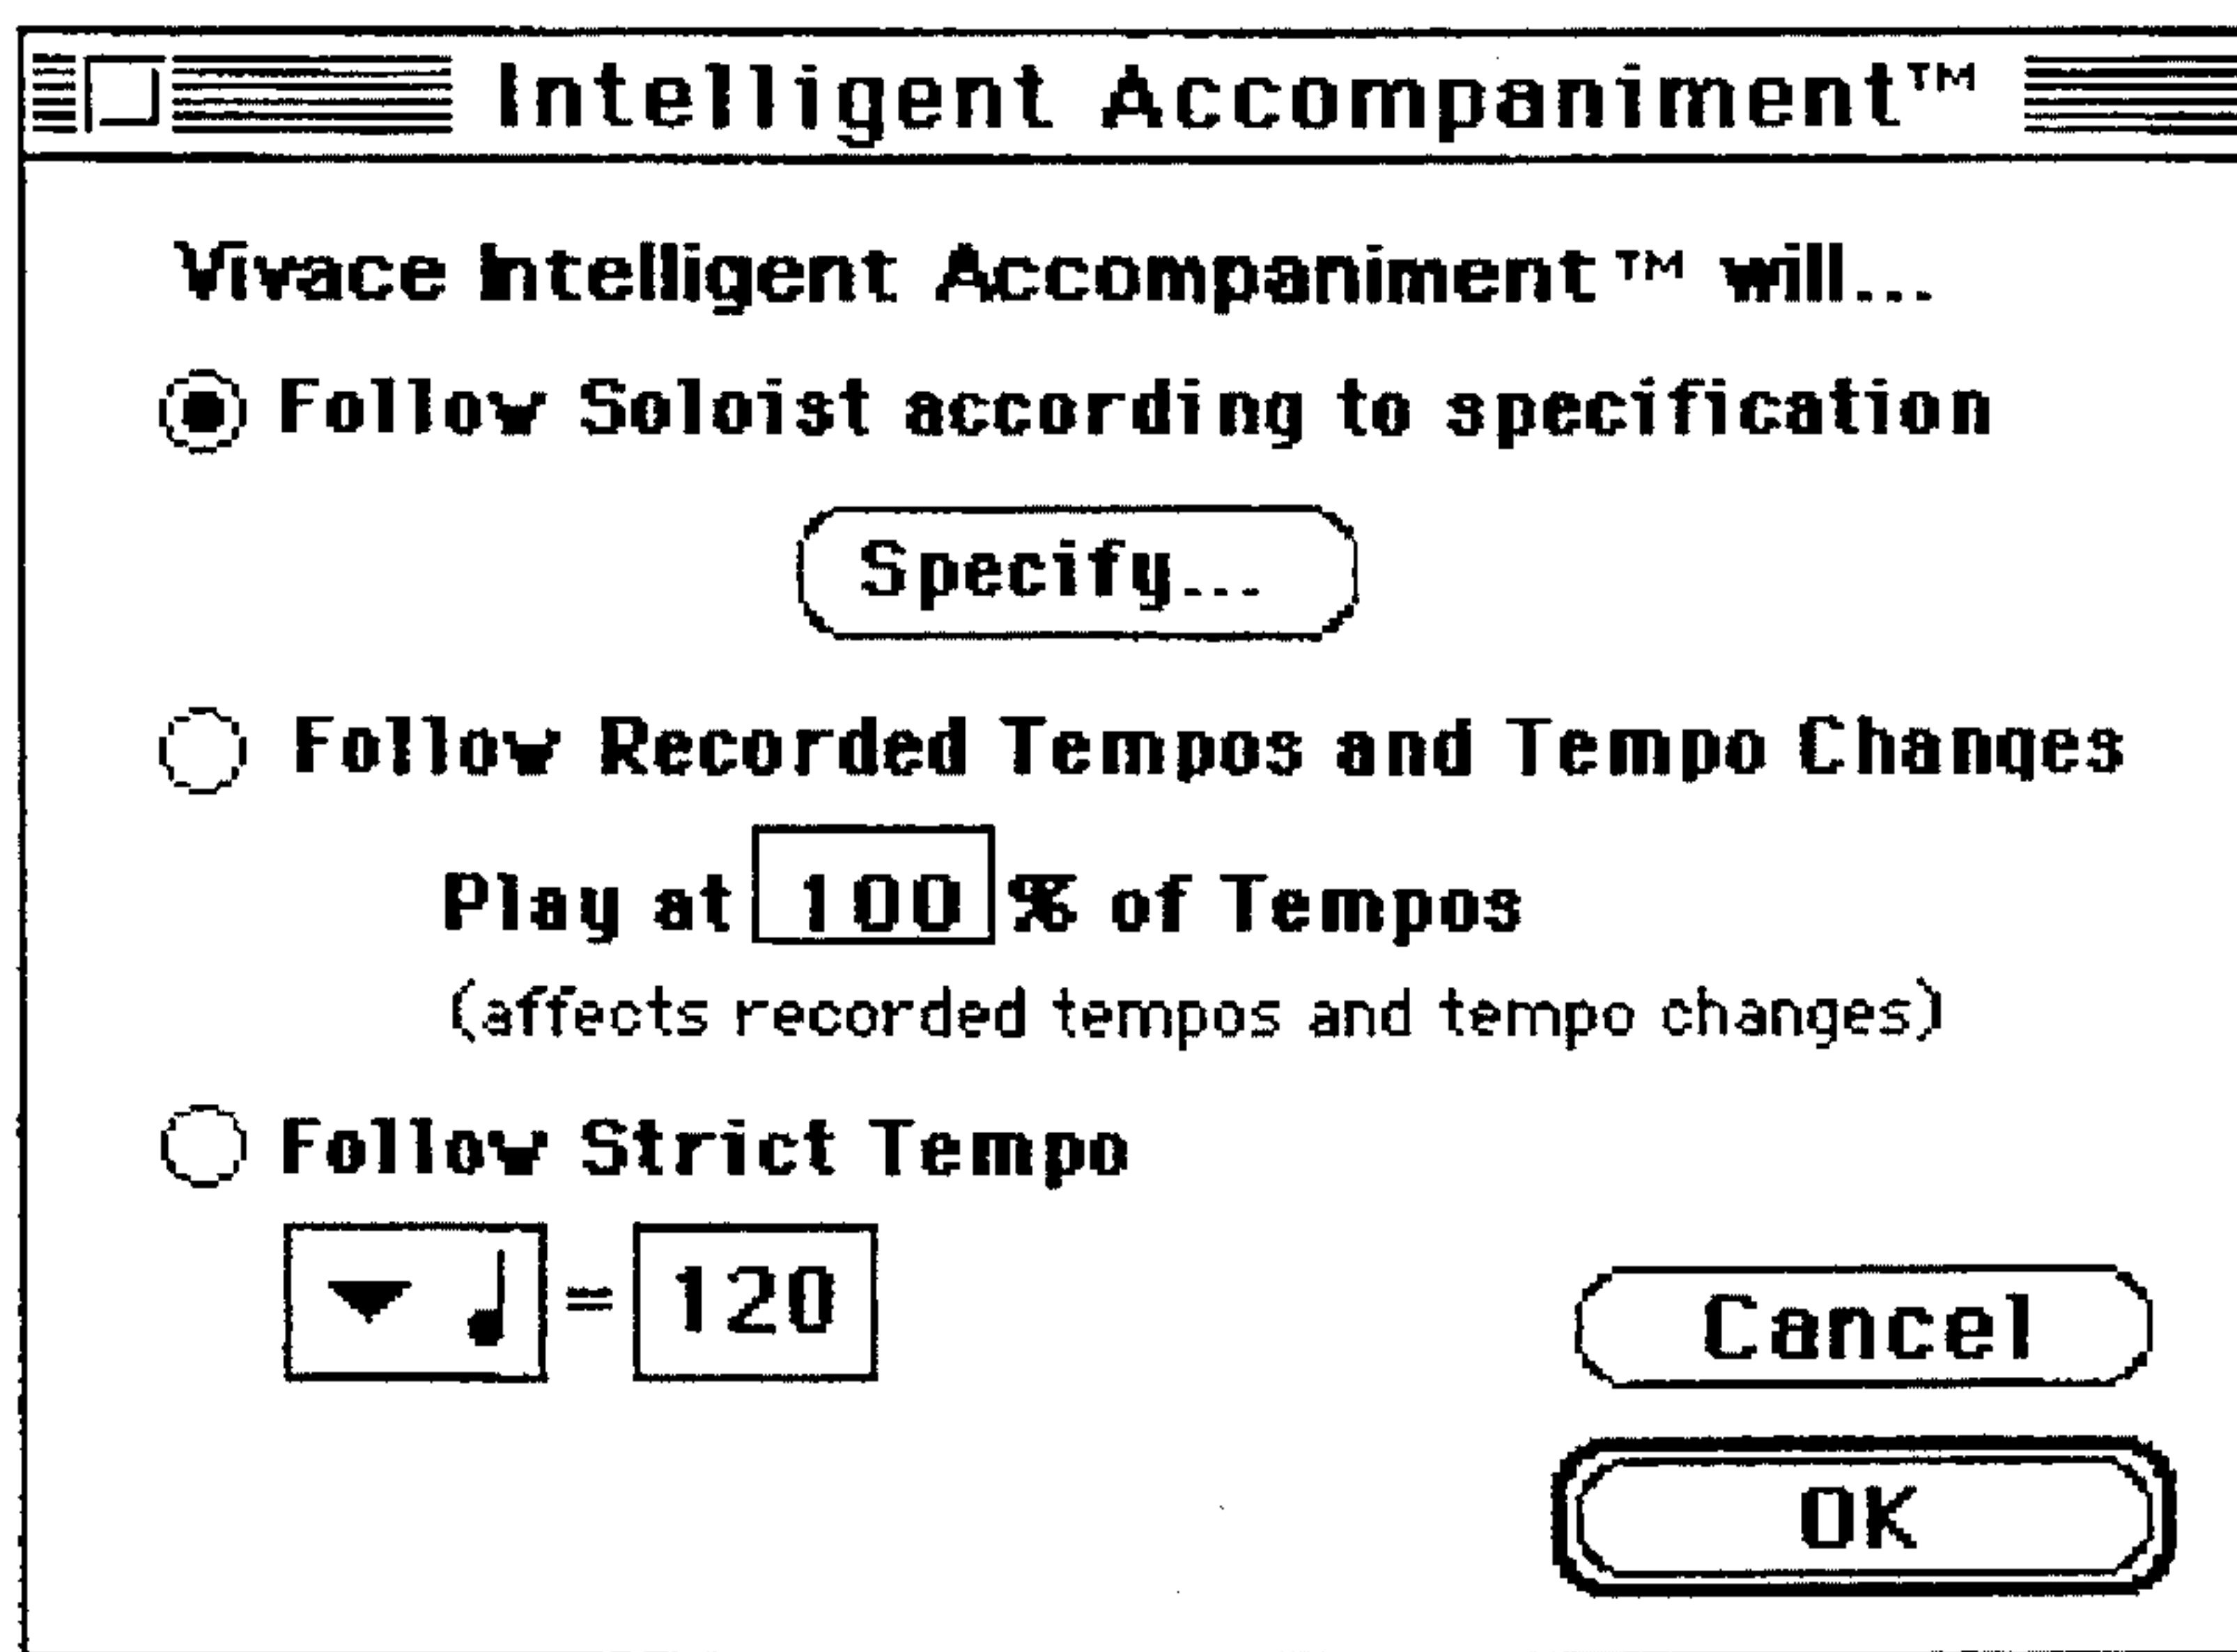 Intelligent Accompaniment™
Vivace Intelligent Accompaniment™ will...
Follow Soloist according to specification
Specify...
Follow Recorded Tempos and Tempo Changes
Play at 100 % of Tempos
(affects recorded tempos and tempo changes)
Follow Strict Tempo
♩ = 120
Cancel
OK